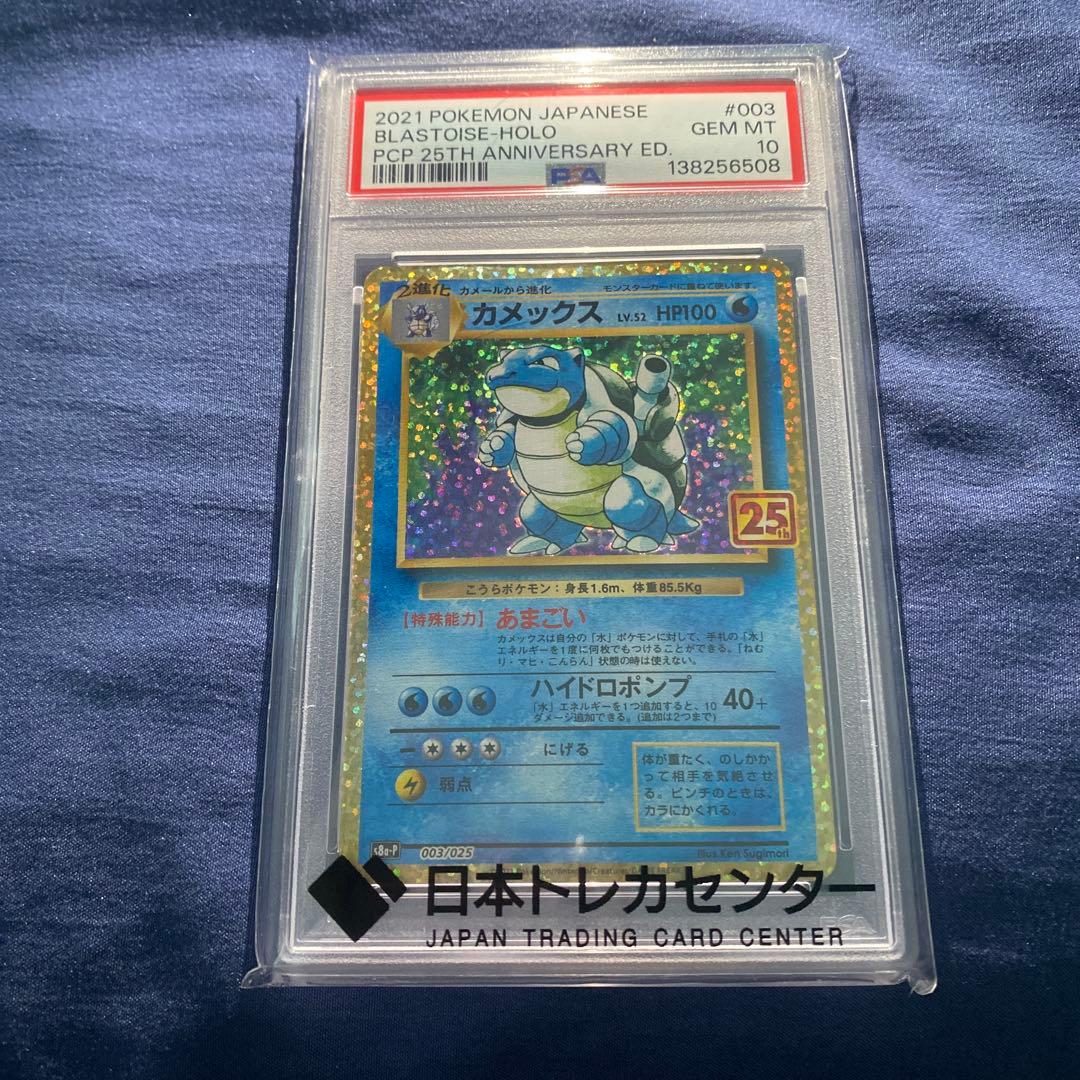 2021 POKEMON JAPANESE #003
BLASTOISE-HOLO GEM MT
PCP 25TH ANNIVERSARY ED. 10
138256508
PSA
2進化 カメールから進化 モンスターカードに重ねて使います。
カメックス LV.52 HP100
25th
こうらポケモン：身長1.6m、体重85.5Kg
【特殊能力】 あまごい
カメックスは自分の「水」ポケモンに対して、手札の「水」
エネルギーを1度に何枚でもつけることができる。「ねむ
り・マヒ・こんらん」状態の時は使えない。
ハイドロポンプ 40+
「水」エネルギーを1つ追加すると、10
ダメージ追加できる。(追加は2つまで)
にげる
弱点
体が重たく、のしかか
って相手を気絶させ
る。ピンチのときは、
カラにかくれる。
s8a-P 003/025 Illus.Ken Sugimori
日本トレカセンター
JAPAN TRADING CARD CENTER